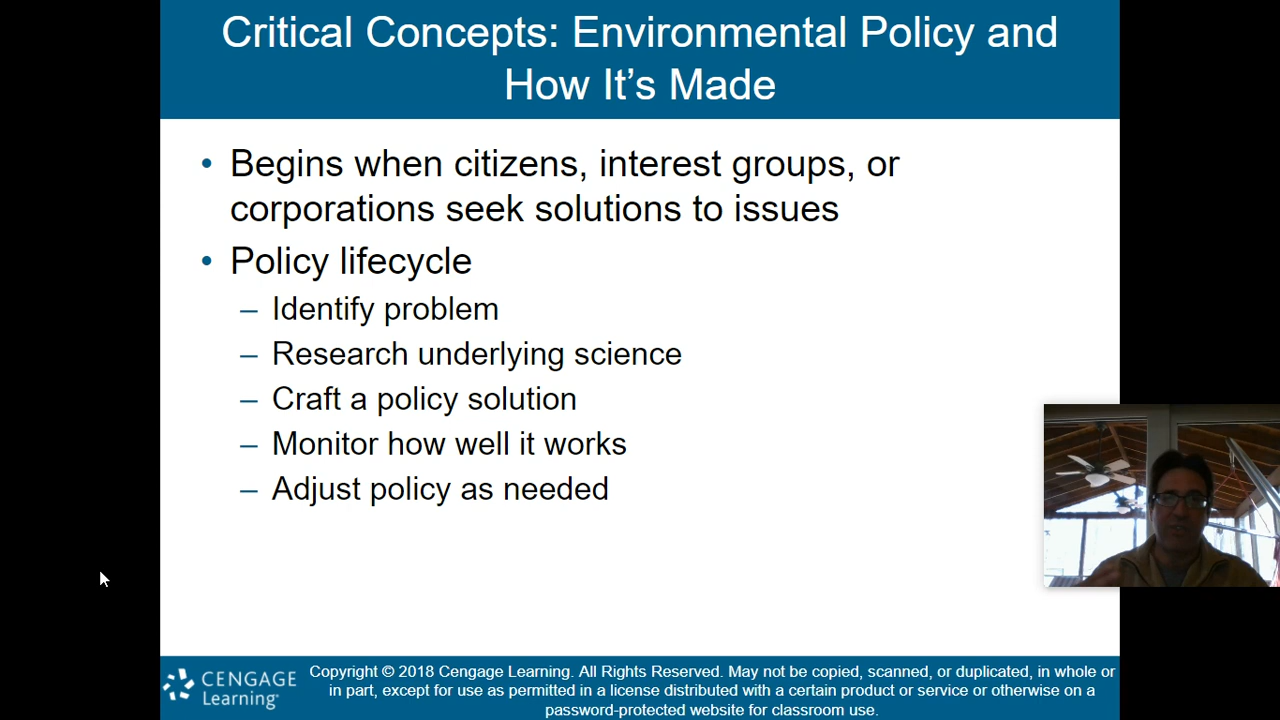 Critical Concepts: Environmental Policy and
How It's Made
• Begins when citizens, interest groups, or
corporations seek solutions to issues
• Policy lifecycle
– Identify problem
– Research underlying science
– Craft a policy solution
– Monitor how well it works
– Adjust policy as needed
CENGAGE
Learning
Copyright © 2018 Cengage Learning. All Rights Reserved. May not be copied, scanned, or duplicated, in whole or
in part, except for use as permitted in a license distributed with a certain product or service or otherwise on a
password-protected website for classroom use.